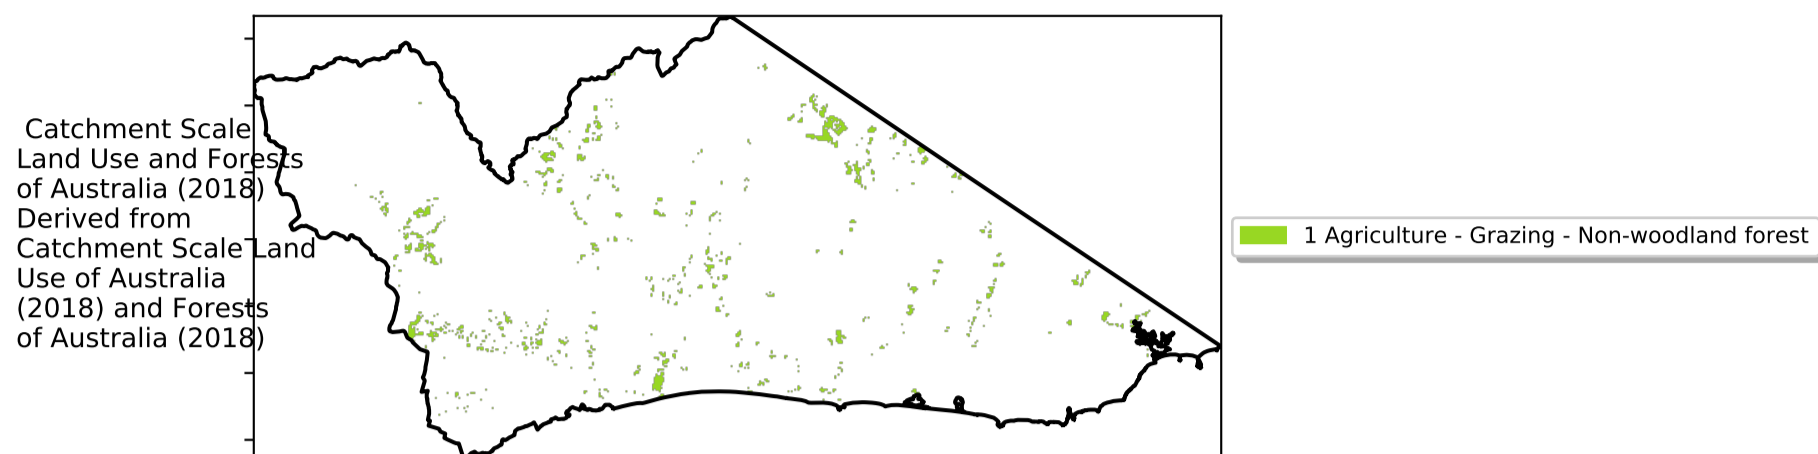 Catchment Scale
Land Use and Forests
of Australia (2018)
Derived from
Catchment Scale Land
Use of Australia
(2018) and Forests
of Australia (2018)
1 Agriculture - Grazing - Non-woodland forest